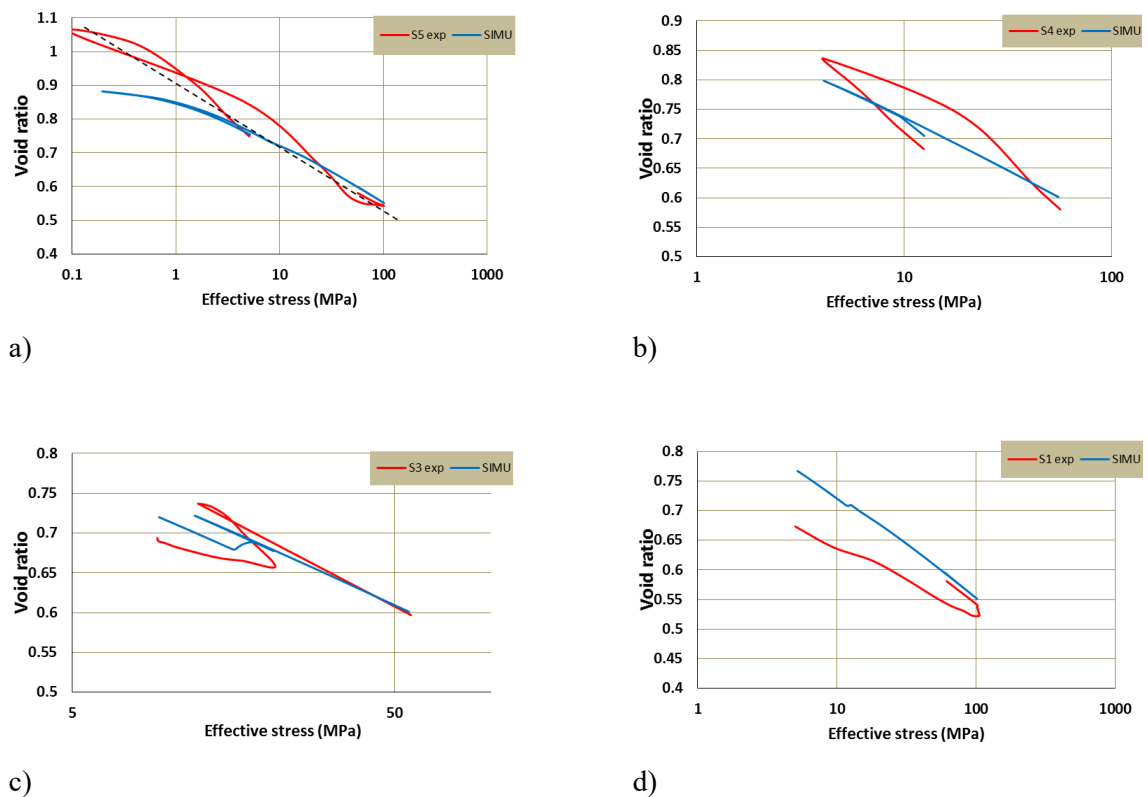 S5 exp SIMU
Void ratio
1.1
1
0.9
0.8
0.7
0.6
0.5
0.4
0.1 1 10 100 1000
Effective stress (MPa)
a)
S4 exp SIMU
Void ratio
0.9
0.85
0.8
0.75
0.7
0.65
0.6
0.55
0.5
1 10 100
Effective stress (MPa)
b)
S3 exp SIMU
Void ratio
0.8
0.75
0.7
0.65
0.6
0.55
0.5
5 50
Effective stress (MPa)
c)
S1 exp SIMU
Void ratio
0.8
0.75
0.7
0.65
0.6
0.55
0.5
0.45
0.4
1 10 100 1000
Effective stress (MPa)
d)